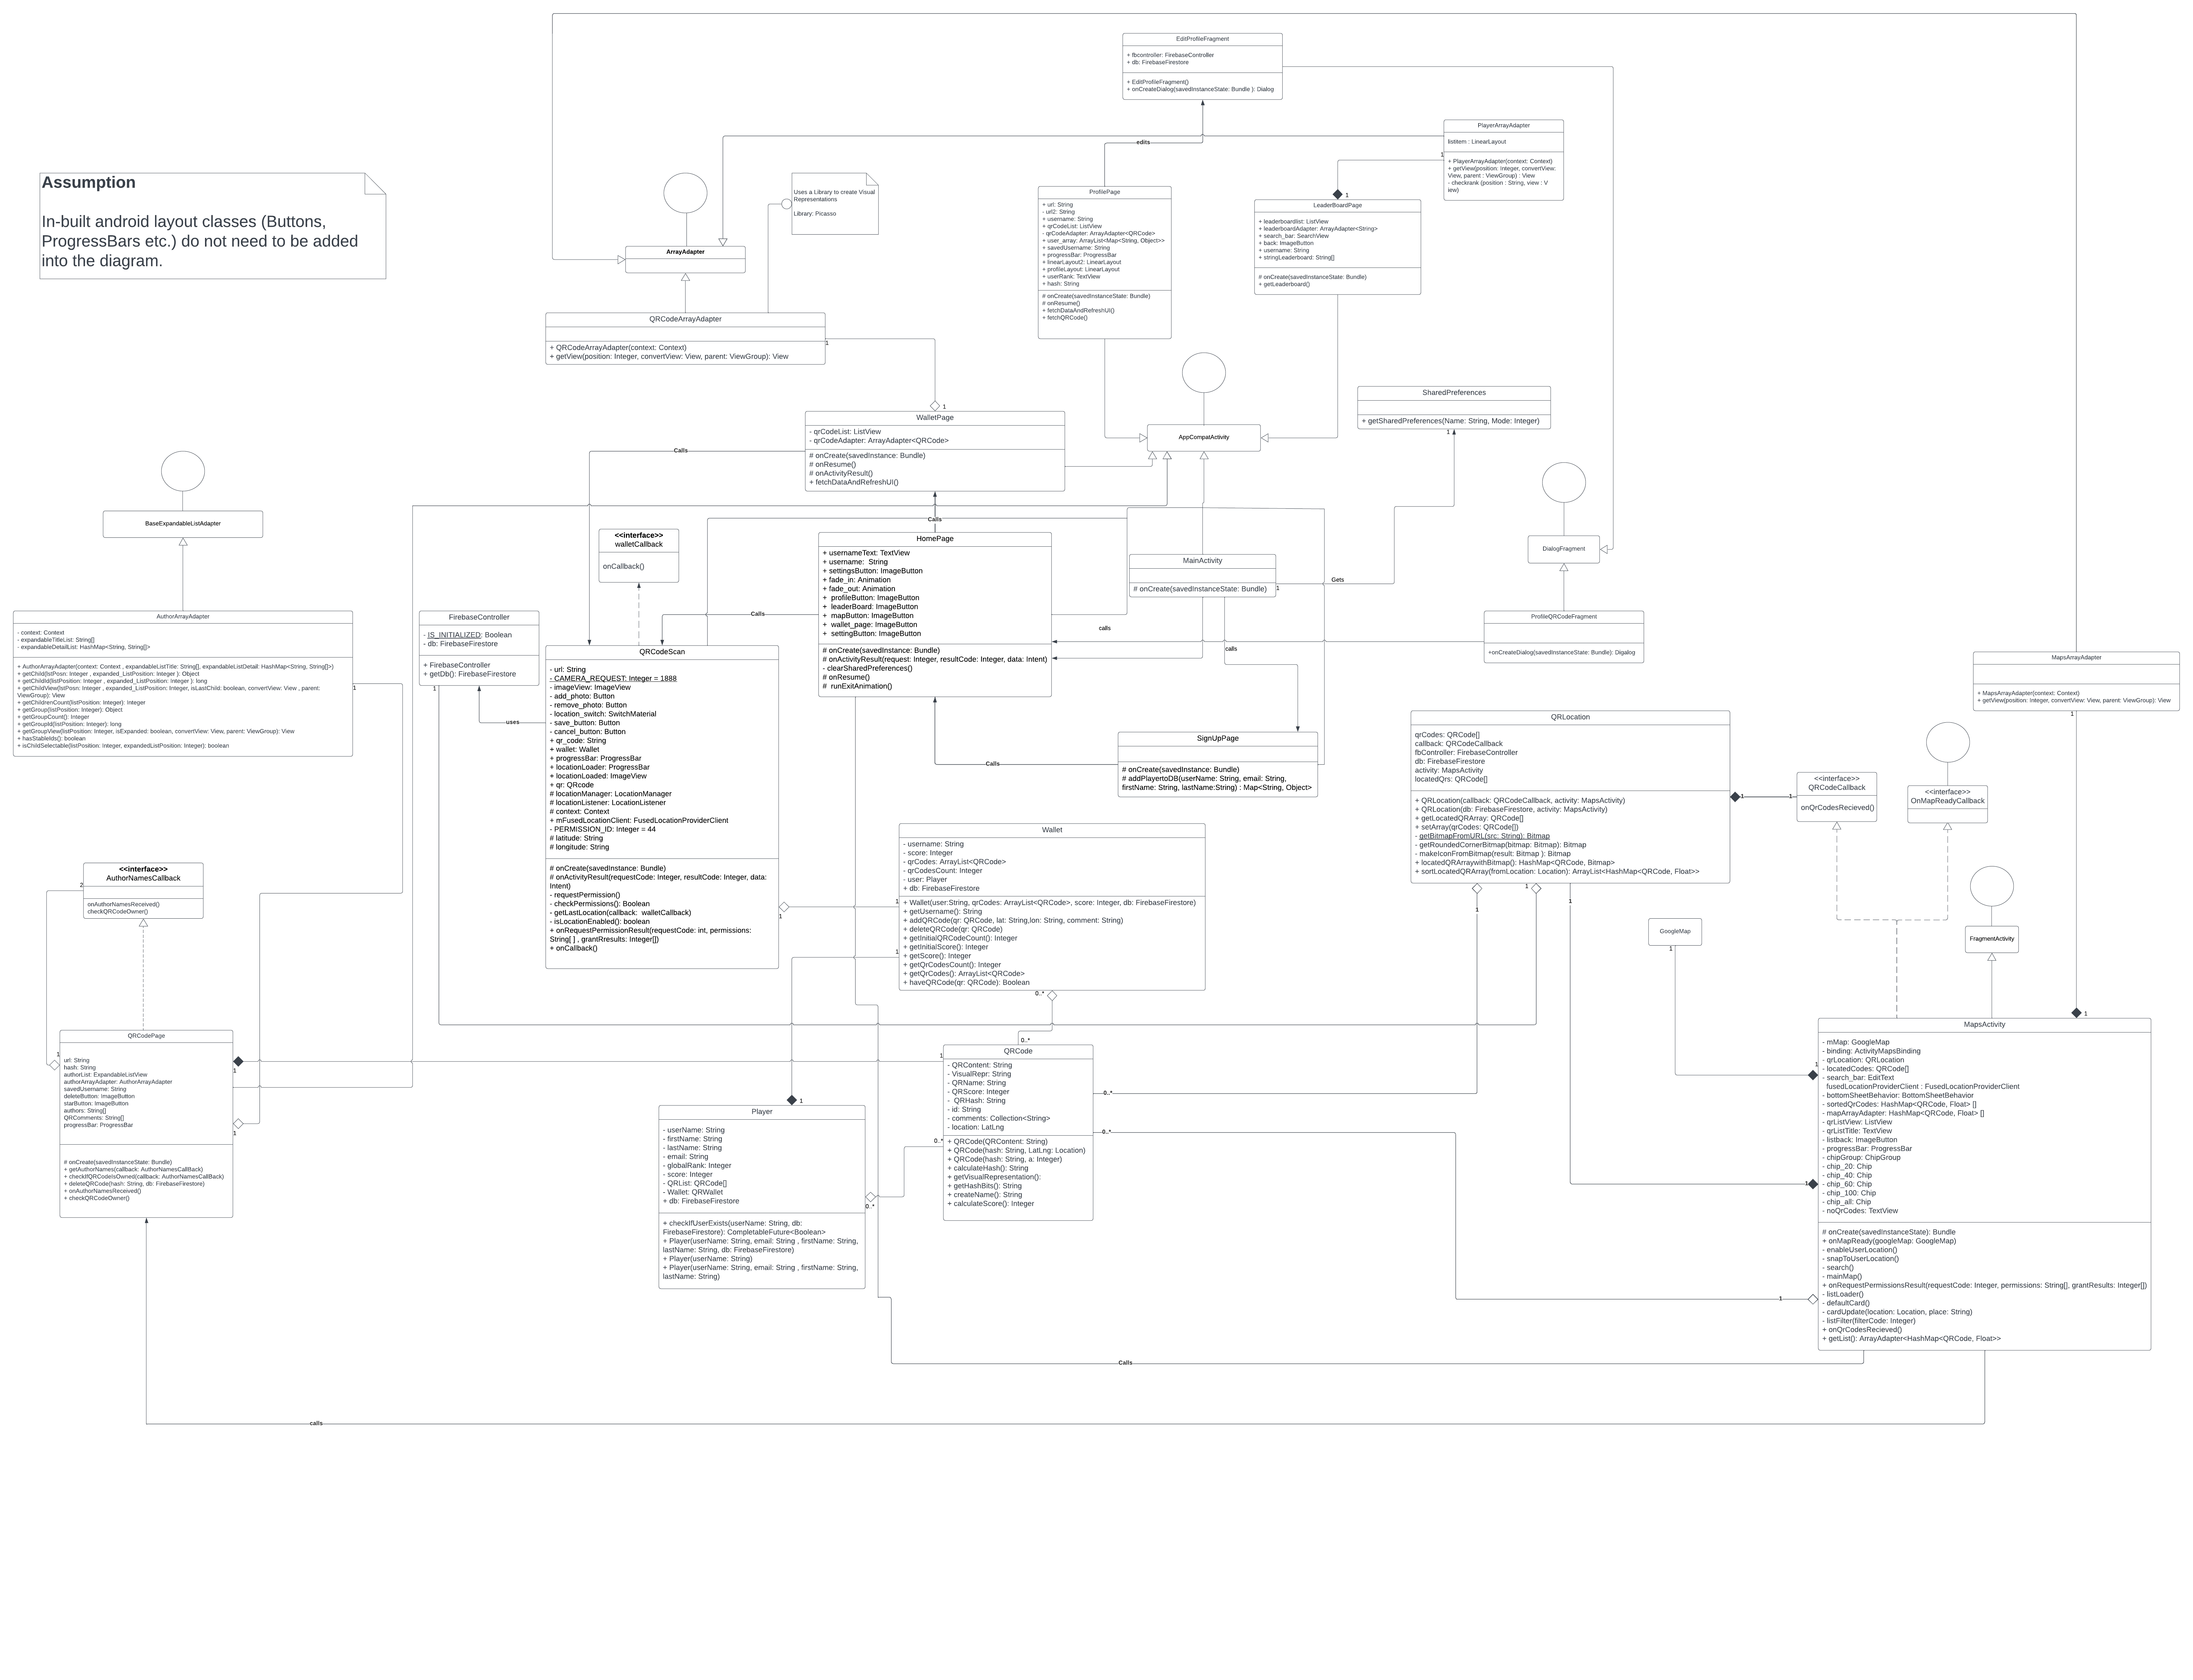 Assumption
In-built android layout classes (Buttons,
ProgressBars etc.) do not need to be added
into the diagram.
EditProfileFragment
+ fbcontroller: FirebaseController
+ db: FirebaseFirestore
+ EditProfileFragment()
+ onCreateDialog(savedInstanceState: Bundle ): Dialog
edits
PlayerArrayAdapter
listItem : LinearLayout
+ PlayerArrayAdapter(context: Context)
+ getView(position: !nteger, convertView:
View, parent : ViewGroup) : View
- checkrank (position : String, view : V
iew)
1
1
Uses a Library to create Visual
Representations
Library: Picasso
ArrayAdapter
ProfilePage
+ url: String
- url2: String
+ username: String
+ qrCodeList: ListView
- qrCodeAdapter: ArrayAdapter<QRCode>
+ user_array: ArrayList<Map<String, Object>>
+ savedUsername: String
+ progressBar: ProgressBar
+ linearLayout2: LinearLayout
+ profileLayout: LinearLayout
+ userRank: TextView
+ hash: String
# onCreate(savedInstanceState: Bundle)
# onResume()
+ fetchDataAndRefreshUI()
+ fetchQRCode()
LeaderBoardPage
+ leaderboardlist: ListView
+ leaderboardAdapter: ArrayAdapter<String>
+ search_bar: SearchView
+ back: ImageButton
+ username: String
+ stringLeaderboard: String[]
# onCreate(savedInstanceState: Bundle)
+ getLeaderboard()
QRCodeArrayAdapter
+ QRCodeArrayAdapter(context: Context)
+ getView(position: Integer, convertView: View, parent: ViewGroup): View
1
1
WalletPage
- qrCodeList: ListView
- qrCodeAdapter: ArrayAdapter<QRCode>
# onCreate(savedInstance: Bundle)
# onResume()
# onActivityResult()
+ fetchDataAndRefreshUI()
Calls
Calls
AppCompatActivity
SharedPreferences
+ getSharedPreferences(Name: String, Mode: Integer)
1
BaseExpandableListAdapter
<<interface>>
walletCallback
onCallback()
HomePage
+ usernameText: TextView
+ username: String
+ settingsButton: ImageButton
+ fade_in: Animation
+ fade_out: Animation
+ profileButton: ImageButton
+ leaderBoard: ImageButton
+ mapButton: ImageButton
+ wallet_page: ImageButton
+ settingButton: ImageButton
# onCreate(savedInstance: Bundle)
# onActivityResult(request: Integer, resultCode: Integer, data: Intent)
- clearSharedPreferences()
# onResume()
# runExitAnimation()
Calls
MainActivity
# onCreate(savedInstanceState: Bundle)
1
Gets
calls
calls
DialogFragment
ProfileQRCodeFragment
+onCreateDialog(savedInstanceState: Bundle): Digalog
AuthorArrayAdapter
- context: Context
- expandableTitleList: String[]
- expandableDetailList: HashMap<String, String[]>
+ AuthorArrayAdapter(context: Context , expandableListTitle: String[], expandableListDetail: HashMap<String, String[]>)
+ getChild(listPosn: Integer , expanded_ListPosition: Integer ): Object
+ getChildId(listPosition: Integer , expanded_ListPosition: Integer ): long
+ getChildView(listPosn: Integer , expanded_ListPosition: Integer, isLastChild: boolean, convertView: View , parent:
ViewGroup): View
+ getChildrenCount(listPosition: Integer): Integer
+ getGroup(listPosition: Integer): Object
+ getGroupCount(): Integer
+ getGroupId(listPosition: Integer): long
+ getGroupView(listPosition: Integer, isExpanded: boolean, convertView: View, parent: ViewGroup): View
+ hasStableIds(): boolean
+ isChildSelectable(listPosition: Integer, expandedListPosition: Integer): boolean
1
FirebaseController
- IS_INITIALIZED: Boolean
- db: FirebaseFirestore
+ FirebaseController
+ getDb(): FirebaseFirestore
1
uses
QRCodeScan
- url: String
- CAMERA_REQUEST: Integer = 1888
- imageView: ImageView
- add_photo: Button
- remove_photo: Button
- location_switch: SwitchMaterial
- save_button: Button
- cancel_button: Button
+ qr_code: String
+ wallet: Wallet
+ progressBar: ProgressBar
+ locationLoader: ProgressBar
+ locationLoaded: ImageView
+ qr: QRcode
# locationManager: LocationManager
# locationListener: LocationListener
# context: Context
+ mFusedLocationClient: FusedLocationProviderClient
- PERMISSION_ID: Integer = 44
# latitude: String
# longitude: String
# onCreate(savedInstance: Bundle)
# onActivityResult(requestCode: Integer, resultCode: Integer, data:
Intent)
- requestPermission()
- checkPermissions(): Boolean
- getLastLocation(callback: walletCallback)
- isLocationEnabled(): boolean
+ onRequestPermissionResult(requestCode: int, permissions:
String[ ] , grantRresults: Integer[])
+ onCallback()
1
SignUpPage
# onCreate(savedInstance: Bundle)
# addPlayertoDB(userName: String, email: String,
firstName: String, lastName:String) : Map<String, Object>
Calls
MapsArrayAdapter
+ MapsArrayAdapter(context: Context)
+ getView(position: Integer, convertView: View, parent: ViewGroup): View
1
QRLocation
qrCodes: QRCode[]
callback: QRCodeCallback
fbController: FirebaseController
db: FirebaseFirestore
activity: MapsActivity
locatedQrs: QRCode[]
+ QRLocation(callback: QRCodeCallback, activity: MapsActivity)
+ QRLocation(db: FirebaseFirestore, activity: MapsActivity)
+ getLocatedQRArray: QRCode[]
+ setArray(qrCodes: QRCode[])
- getBitmapFromURL(src: String): Bitmap
- getRoundedCornerBitmap(bitmap: Bitmap): Bitmap
- makeIconFromBitmap(result: Bitmap ): Bitmap
+ locatedQRArraywithBitmap(): HashMap<QRCode, Bitmap>
+ sortLocatedQRArray(fromLocation: Location): ArrayList<HashMap<QRCode, Float>>
1
1
<<interface>>
QRCodeCallback
onQrCodesRecieved()
<<interface>>
OnMapReadyCallback
1
1
1
Wallet
- username: String
- score: Integer
- qrCodes: ArrayList<QRCode>
- qrCodesCount: Integer
- user: Player
+ db: FirebaseFirestore
+ Wallet(user:String, qrCodes: ArrayList<QRCode>, score: Integer, db: FirebaseFirestore)
+ getUsername(): String
+ addQRCode(qr: QRCode, lat: String,lon: String, comment: String)
+ deleteQRCode(qr: QRCode)
+ getInitialQRCodeCount(): Integer
+ getInitialScore(): Integer
+ getScore(): Integer
+ getQrCodesCount(): Integer
+ getQrCodes(): ArrayList<QRCode>
+ haveQRCode(qr: QRCode): Boolean
1
1
0..*
0..*
<<interface>>
AuthorNamesCallback
onAuthorNamesReceived()
checkQRCodeOwner()
2
GoogleMap
1
FragmentActivity
QRCodePage
url: String
hash: String
authorList: ExpandableListView
authorArrayAdapter: AuthorArrayAdapter
savedUsername: String
deleteButton: ImageButton
starButton: ImageButton
authors: String[]
QRComments: String[]
progressBar: ProgressBar
# onCreate(savedInstanceState: Bundle)
+ getAuthorNames(callback: AuthorNamesCallBack)
+ checkIfQRCodeIsOwned(callback: AuthorNamesCallBack)
+ deleteQRCode(hash: String, db: FirebaseFirestore)
+ onAuthorNamesReceived()
+ checkQRCodeOwner()
1
1
1
QRCode
- QRContent: String
- VisualRepr: String
- QRName: String
- QRScore: Integer
- QRHash: String
- id: String
- comments: Collection<String>
- location: LatLng
+ QRCode(QRContent: String)
+ QRCode(hash: String, LatLng: Location)
+ QRCode(hash: String, a: Integer)
+ calculateHash(): String
+ getVisualRepresentation():
+ getHashBits(): String
+ createName(): String
+ calculateScore(): Integer
1
0..*
0..*
0..*
Player
- userName: String
- firstName: String
- lastName: String
- email: String
- globalRank: Integer
- score: Integer
- QRList: QRCode[]
- Wallet: QRWallet
+ db: FirebaseFirestore
+ checkIfUserExists(userName: String, db:
FirebaseFirestore): CompletableFuture<Boolean>
+ Player(userName: String, email: String , firstName: String,
lastName: String, db: FirebaseFirestore)
+ Player(userName: String)
+ Player(userName: String, email: String , firstName: String,
lastName: String)
1
0..*
MapsActivity
- mMap: GoogleMap
- binding: ActivityMapsBinding
- qrLocation: QRLocation
- locatedCodes: QRCode[]
- search_bar: EditText
fusedLocationProviderClient : FusedLocationProviderClient
- bottomSheetBehavior: BottomSheetBehavior
- sortedQrCodes: HashMap<QRCode, Float> []
- mapArrayAdapter: HashMap<QRCode, Float> []
- qrListView: ListView
- qrListTitle: TextView
- listback: ImageButton
- progressBar: ProgressBar
- chipGroup: ChipGroup
- chip_20: Chip
- chip_40: Chip
- chip_60: Chip
- chip_100: Chip
- chip_all: Chip
- noQrCodes: TextView
# onCreate(savedInstanceState): Bundle
+ onMapReady(googleMap: GoogleMap)
- enableUserLocation()
- snapToUserLocation()
- search()
- mainMap()
+ onRequestPermissionsResult(requestCode: Integer, permissions: String[], grantResults: Integer[])
- listLoader()
- defaultCard()
- cardUpdate(location: Location, place: String)
- listFilter(filterCode: Integer)
+ onQrCodesRecieved()
+ getList(): ArrayAdapter<HashMap<QRCode, Float>>
1
1
1
1
Calls
calls